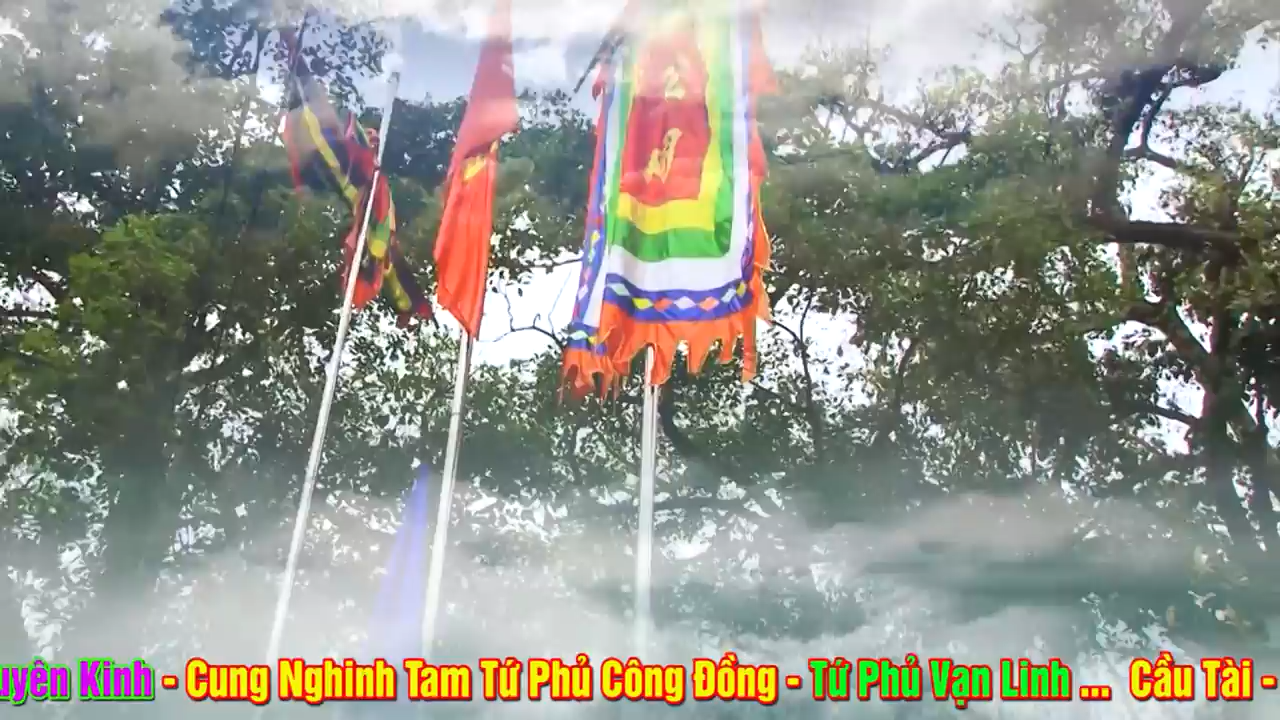 uyên Kinh - Cung Nghinh Tam Tứ Phủ Công Đồng - Tứ Phủ Vạn Linh ... Cầu Tài -